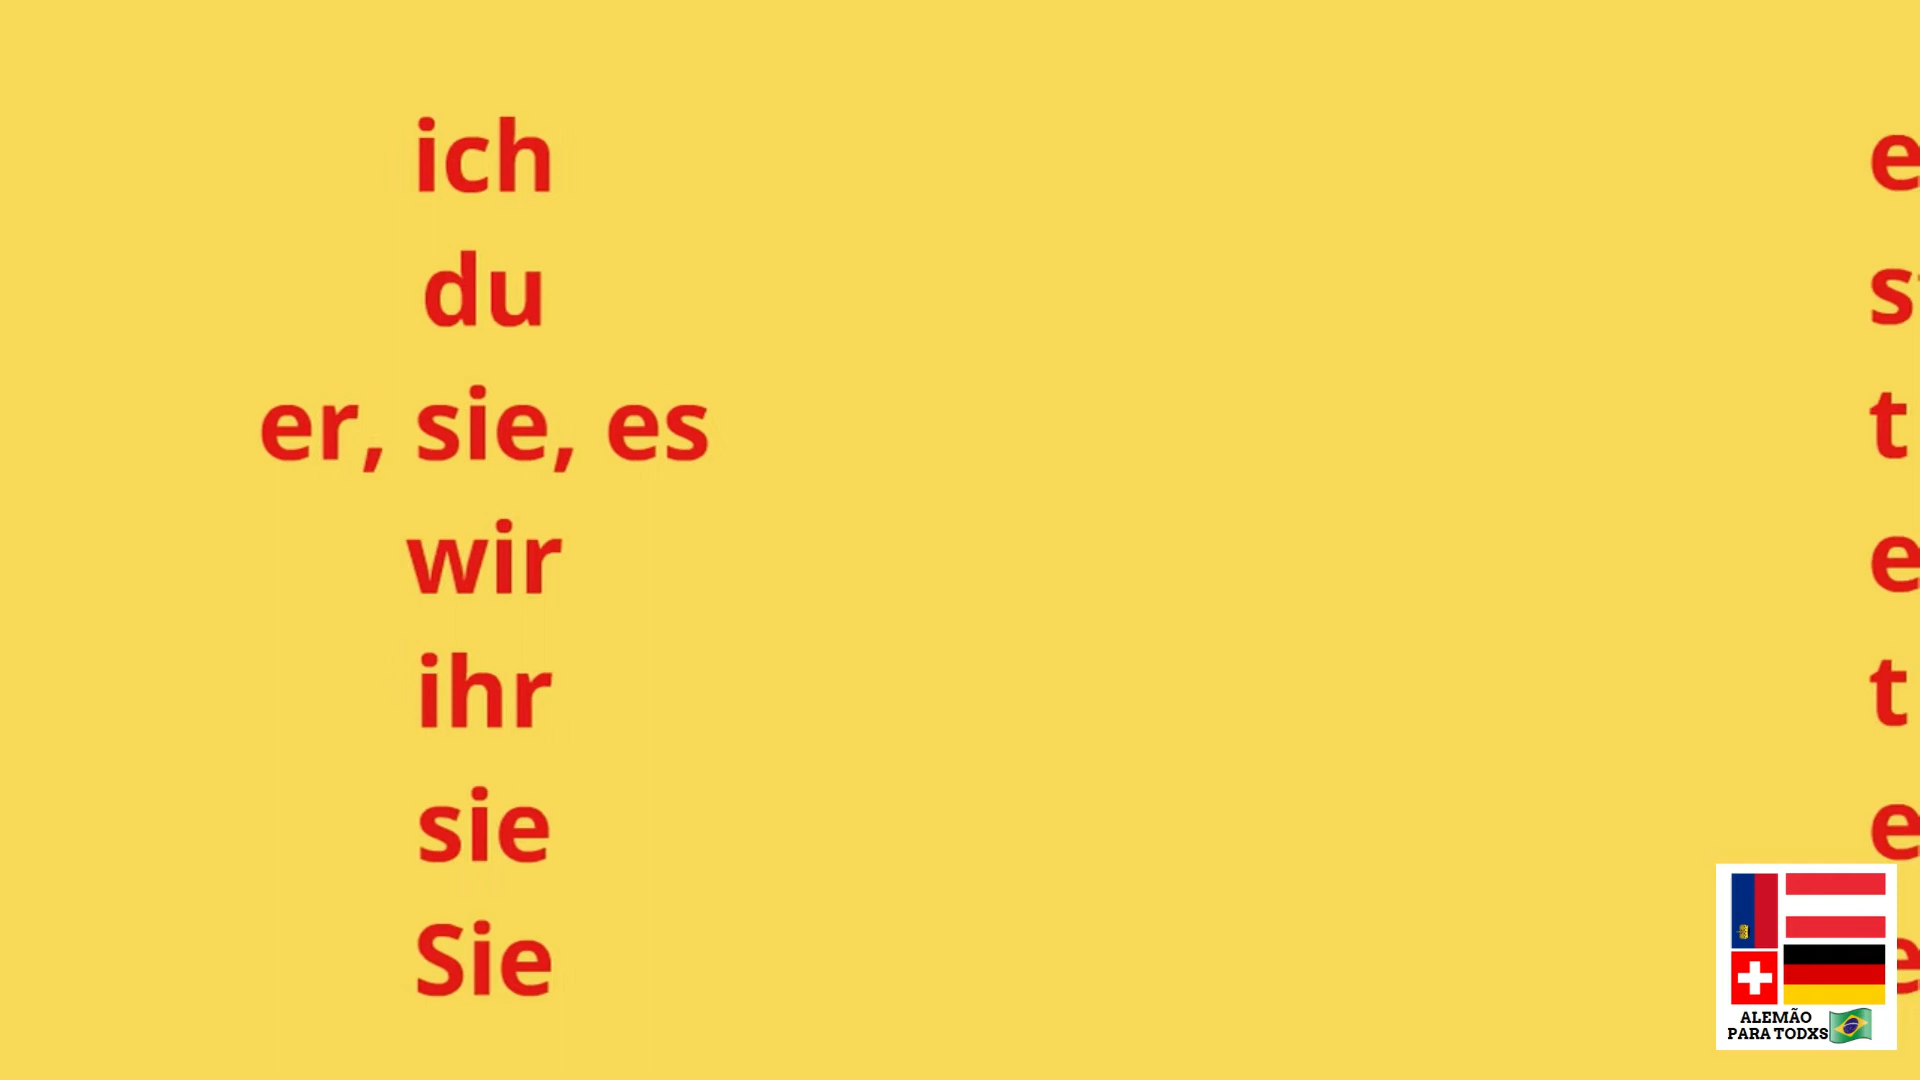 ich
du
er, sie, es
wir
ihr
sie
Sie
e
s
t
e
t
e
e
ALEMÃO
PARA TODXS